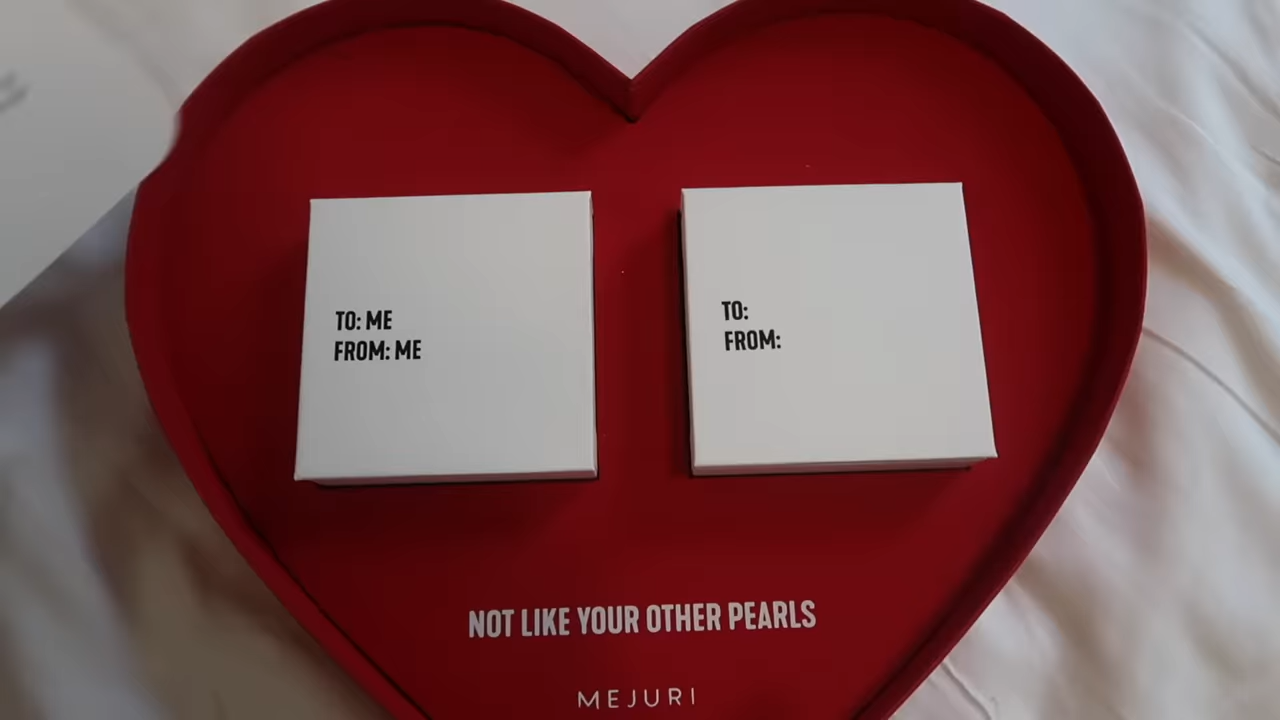 TO: ME
FROM: ME
TO:
FROM:
NOT LIKE YOUR OTHER PEARLS
MEJURI